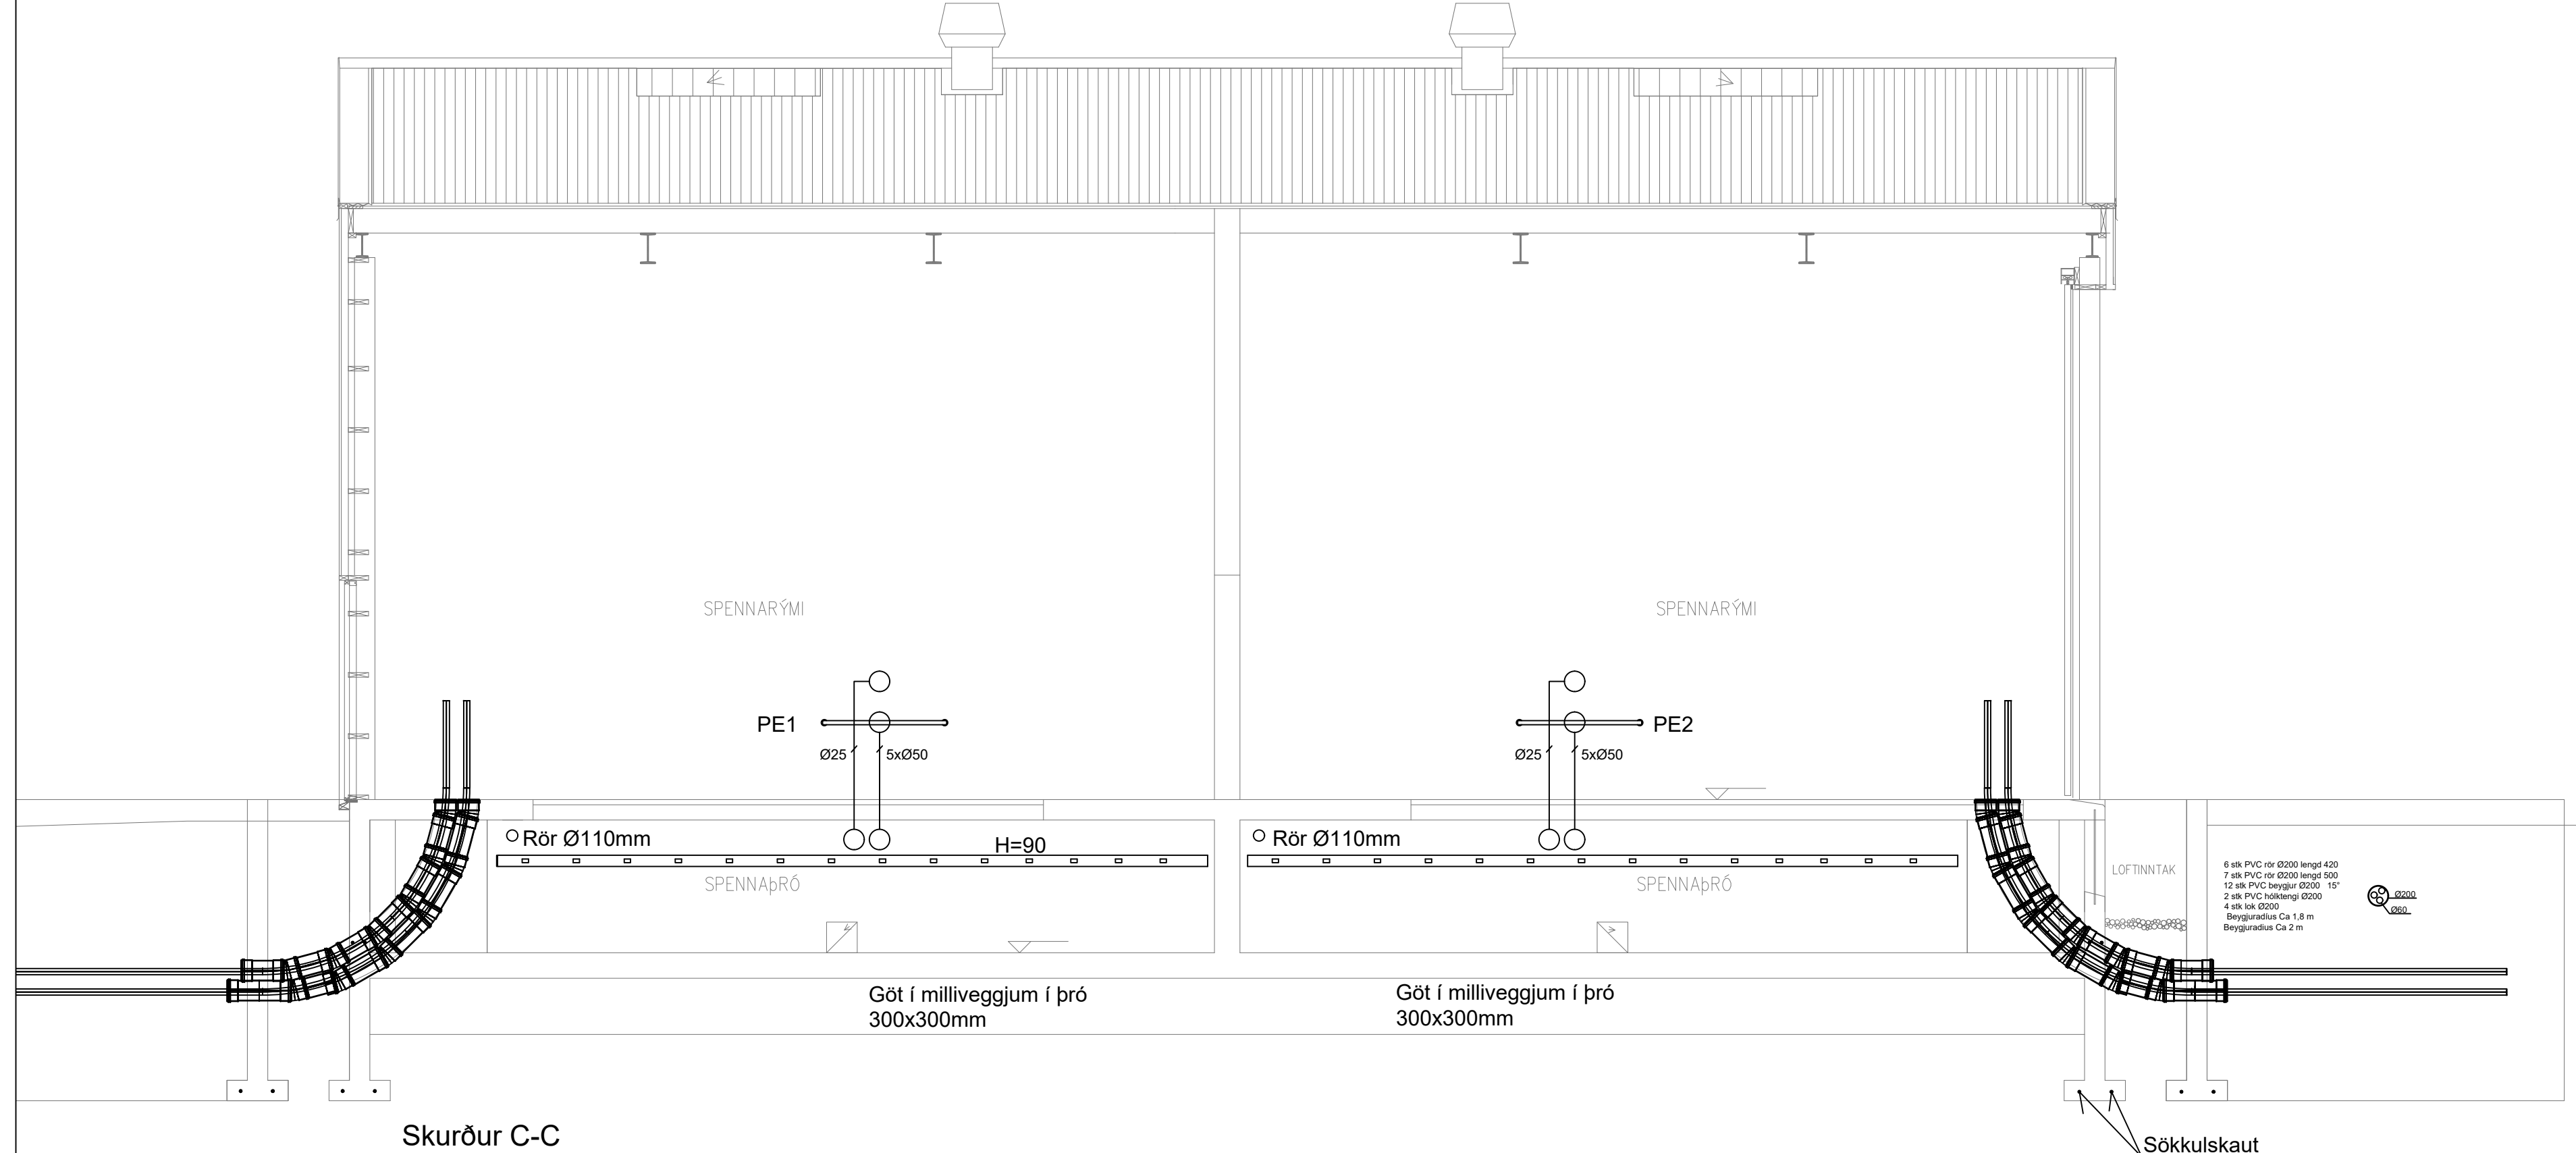 SPENNARÝMI
SPENNARÝMI
PE1
PE2
Ø25
5xØ50
Ø25
5xØ50
Rör Ø110mm
H=90
Rör Ø110mm
SPENNAÞRÓ
SPENNAÞRÓ
LOFTINNTAK
6 stk PVC rör Ø200 lengd 420
7 stk PVC rör Ø200 lengd 500
12 stk PVC beygjur Ø200 15°
2 stk PVC hólktengi Ø200
4 stk lok Ø200
Beygjuradíus Ca 1,8 m
Beygjuradius Ca 2 m
Ø200
Ø60
Göt í milliveggjum í þró
300x300mm
Göt í milliveggjum í þró
300x300mm
Skurður C-C
Sökkulskaut